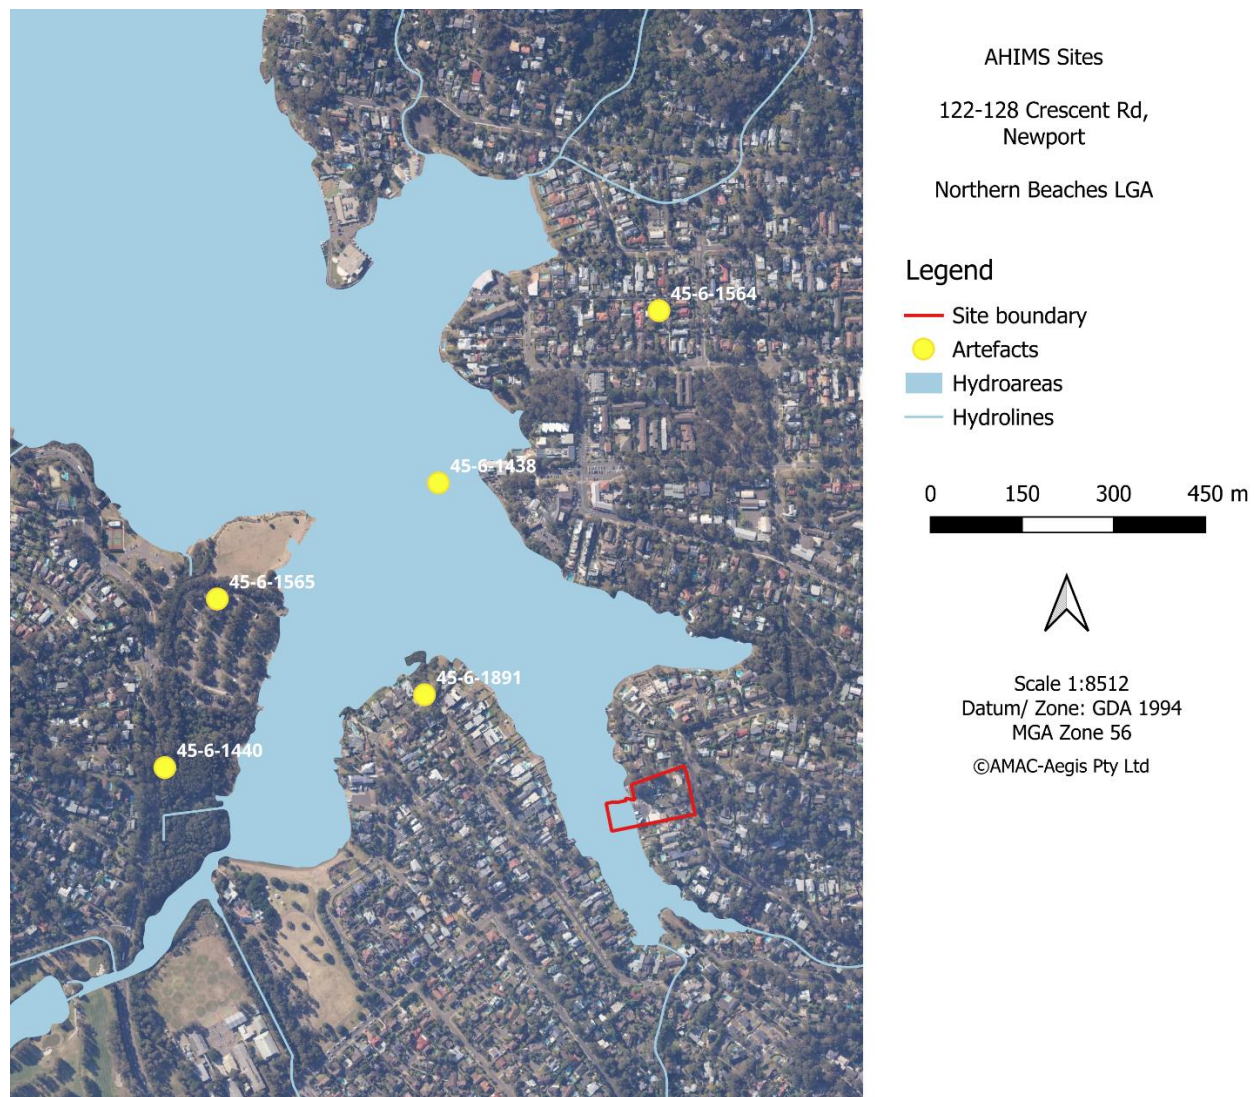 AHIMS Sites
122-128 Crescent Rd,
Newport
Northern Beaches LGA
Legend
Site boundary
Artefacts
Hydroareas
Hydrolines
0 150 300 450 m
Scale 1:8512
Datum/ Zone: GDA 1994
MGA Zone 56
©AMAC-Aegis Pty Ltd
45-6-1564
45-6-1438
45-6-1565
45-6-1891
45-6-1440